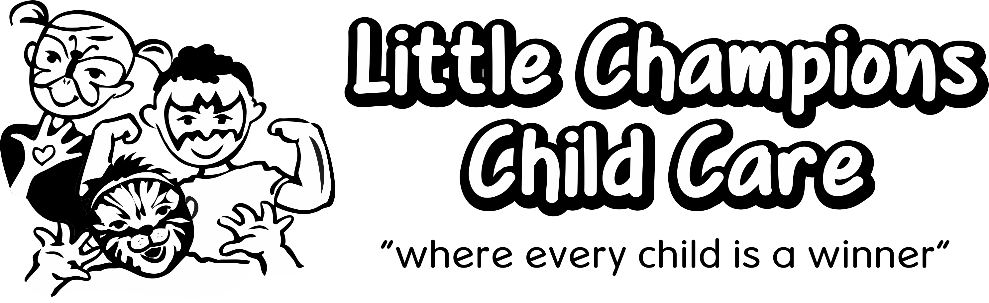 Little Champions
Child Care
"where every child is a winner"